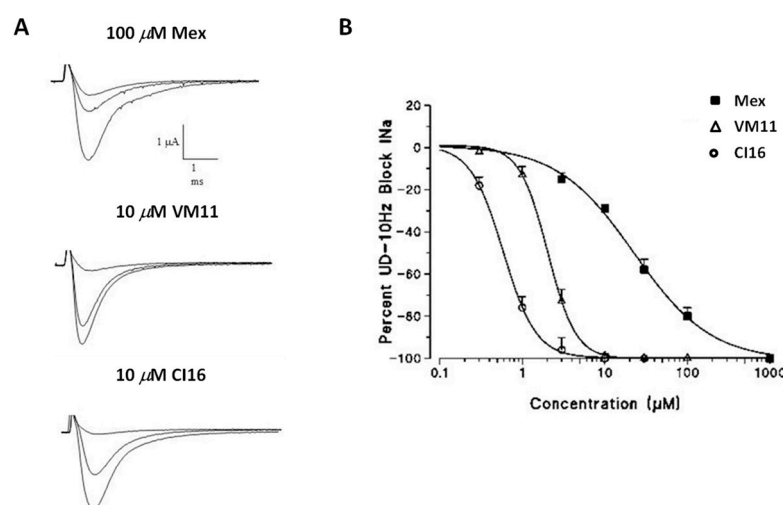 A
100 µM Mex
1 µA
1
ms
10 µM VM11
10 µM CI16
B
Mex
VM11
CI16
20
0
-20
-40
-60
-80
-100
Percent UD-10Hz Block INa
0.1
1
10
100
1000
Concentration (µM)